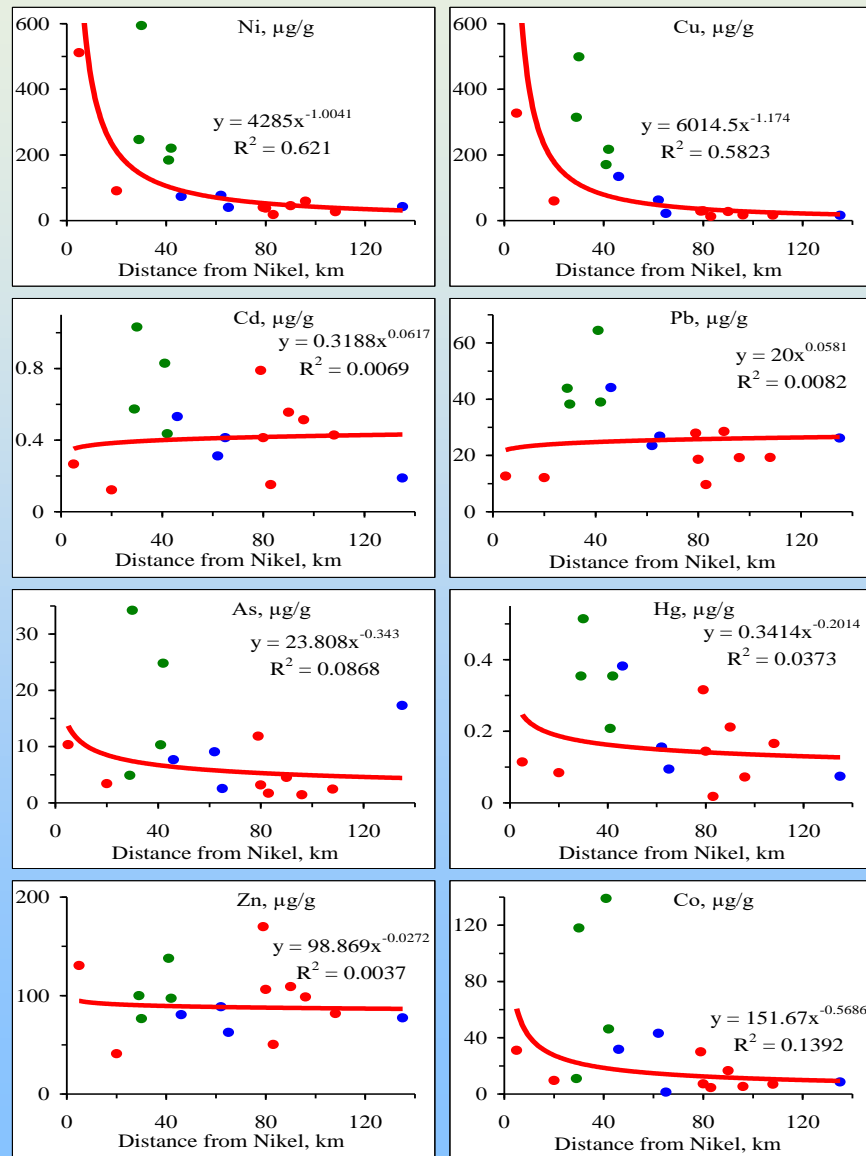 Ni, µg/g
600
400
200
0
y = 4285x^-1.0041
R² = 0.621
0 40 80 120
Distance from Nikel, km
Cu, µg/g
600
400
200
0
y = 6014.5x^-1.174
R² = 0.5823
0 40 80 120
Distance from Nikel, km
Cd, µg/g
0.8
0.4
0
y = 0.3188x^0.0617
R² = 0.0069
0 40 80 120
Distance from Nikel, km
Pb, µg/g
60
40
20
0
y = 20x^0.0581
R² = 0.0082
0 40 80 120
Distance from Nikel, km
As, µg/g
30
20
10
0
y = 23.808x^-0.343
R² = 0.0868
0 40 80 120
Distance from Nikel, km
Hg, µg/g
0.4
0.2
0
y = 0.3414x^-0.2014
R² = 0.0373
0 40 80 120
Distance from Nikel, km
Zn, µg/g
200
100
0
y = 98.869x^-0.0272
R² = 0.0037
0 40 80 120
Distance from Nikel, km
Co, µg/g
120
80
40
0
y = 151.67x^-0.5686
R² = 0.1392
0 40 80 120
Distance from Nikel, km